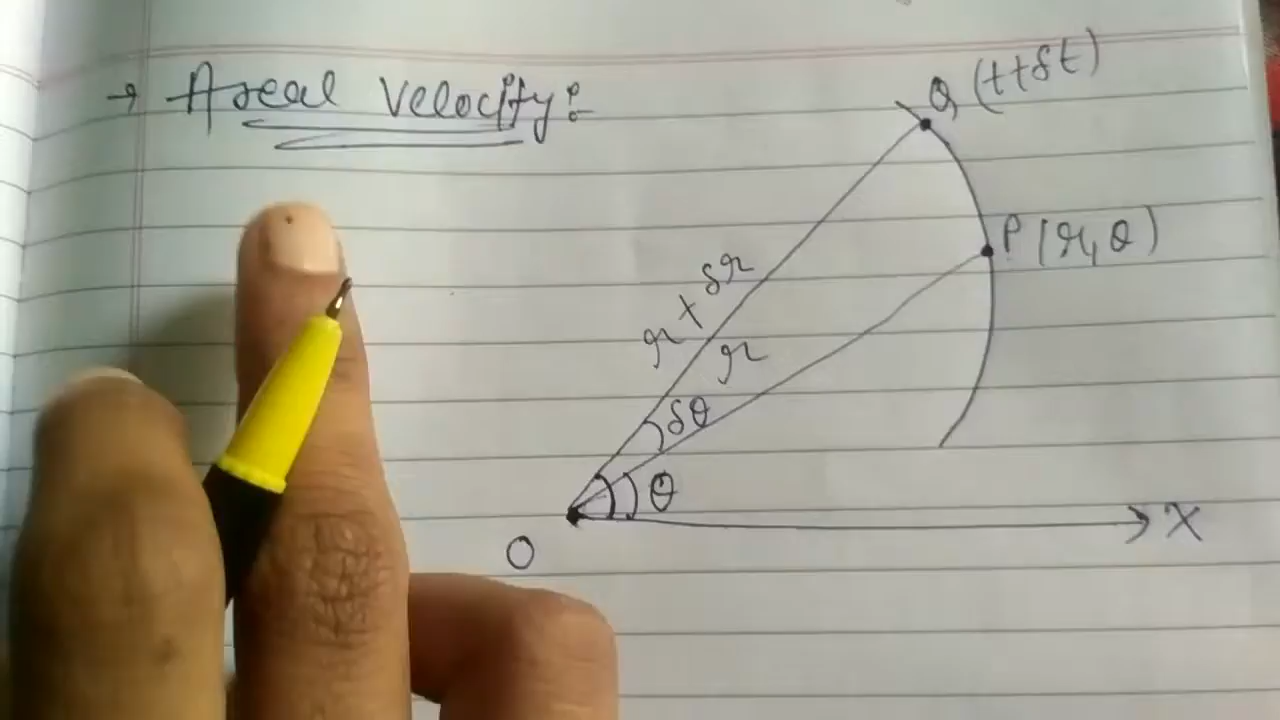 → Areal Velocity:
Q (t+δt)
P(r,θ)
r+δr
r
δθ
θ
X
O